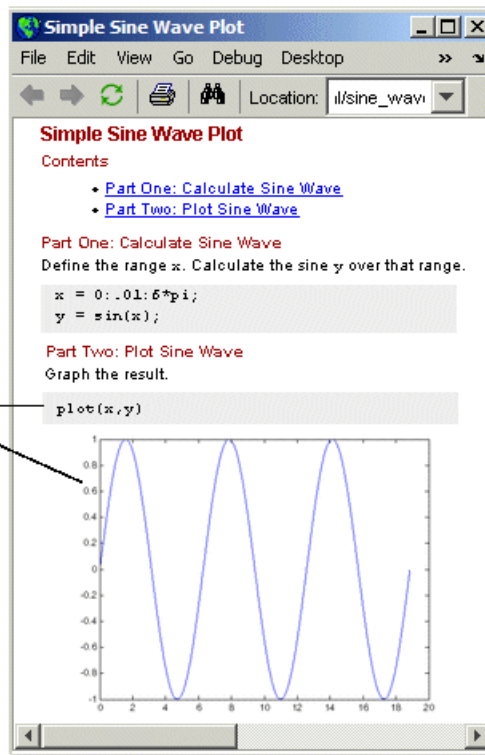 Simple Sine Wave Plot
File Edit View Go Debug Desktop »
Location: il/sine_wav
Simple Sine Wave Plot
Contents
• Part One: Calculate Sine Wave
• Part Two: Plot Sine Wave
Part One: Calculate Sine Wave
Define the range x. Calculate the sine y over that range.
x = 0:.01:6*pi;
y = sin(x);
Part Two: Plot Sine Wave
Graph the result.
plot(x,y)
1
0.8
0.6
0.4
0.2
0
-0.2
-0.4
-0.6
-0.8
-1
0 2 4 6 8 10 12 14 16 18 20